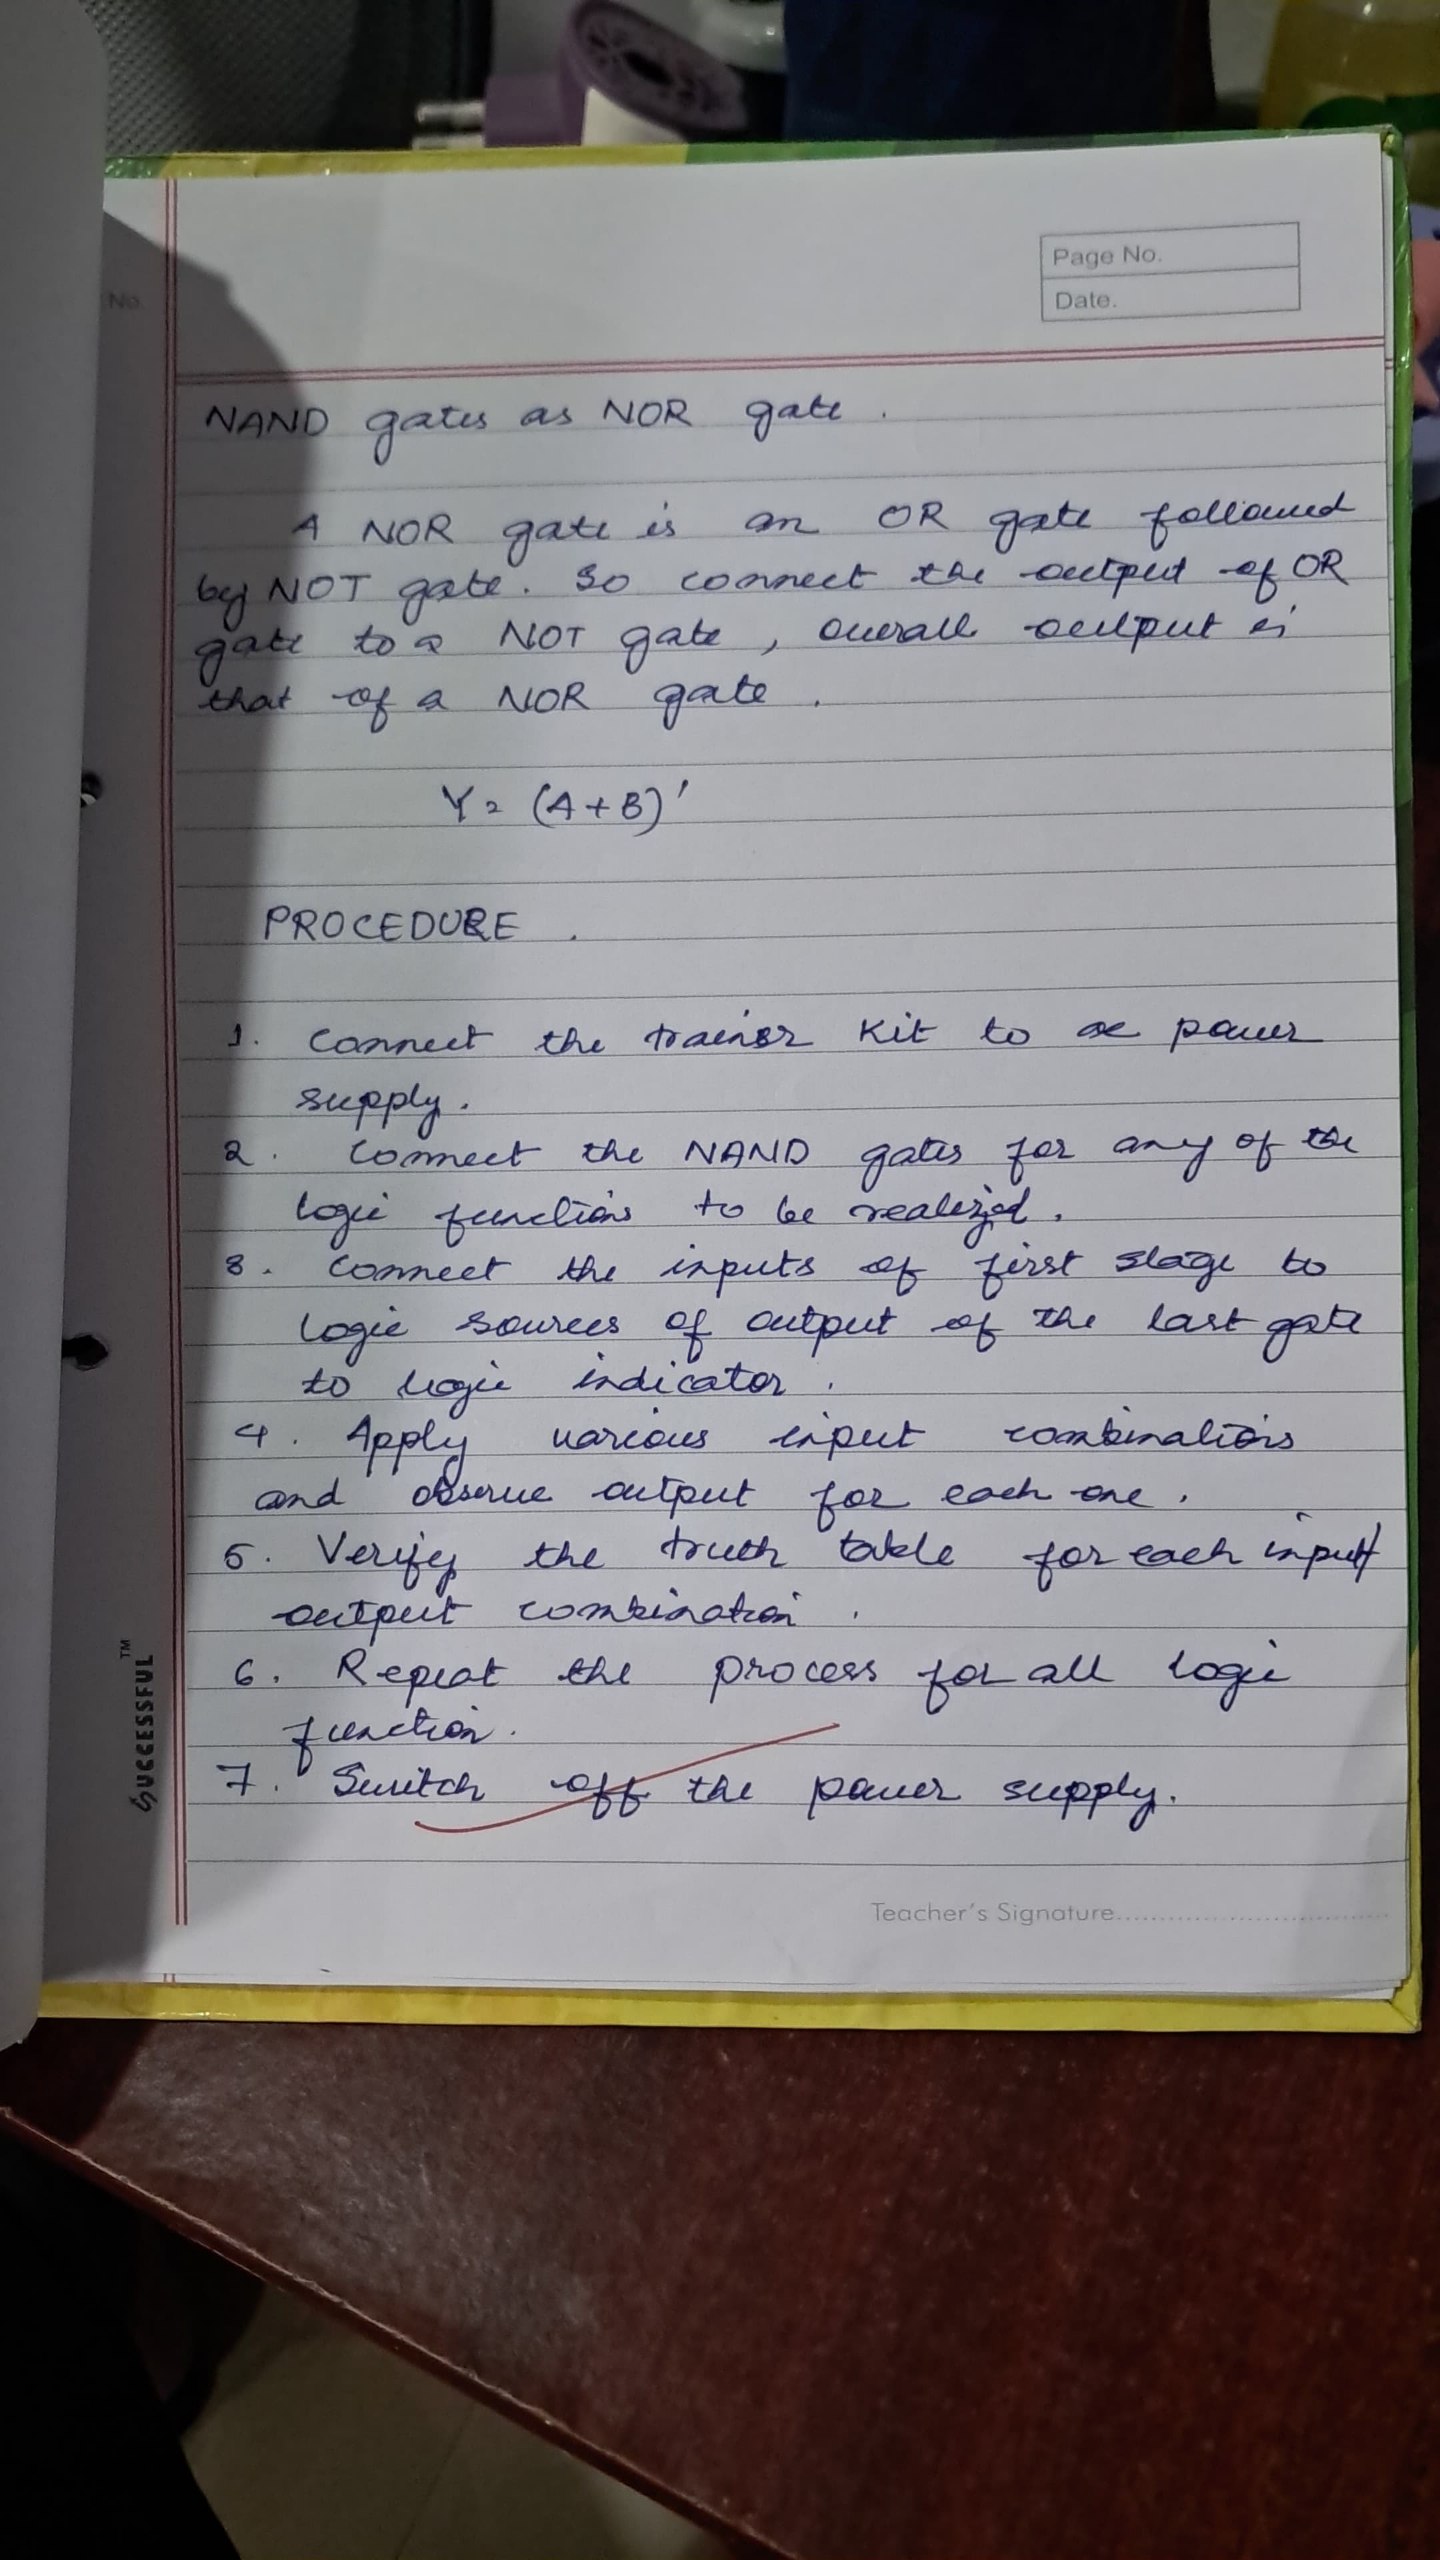 Page No.
Date.
No.
NAND gates as NOR gate.
A NOR gate is an OR gate followed
by NOT gate. So connect the output of OR
gate to a NOT gate, overall output is
that of a NOR gate.
Y = (A+B)'
PROCEDURE.
1. Connect the trainer kit to ac power
supply.
2. Connect the NAND gates for any of the
logic functions to be realized.
3. Connect the inputs of first stage to
logic sources of output of the last gate
to logic indicator.
4. Apply various input combinations
and observe output for each one.
5. Verify the truth table for each input/
output combination.
6. Repeat the process for all logic
function.
7. Switch off the power supply.
SUCCESSFUL™
Teacher's Signature